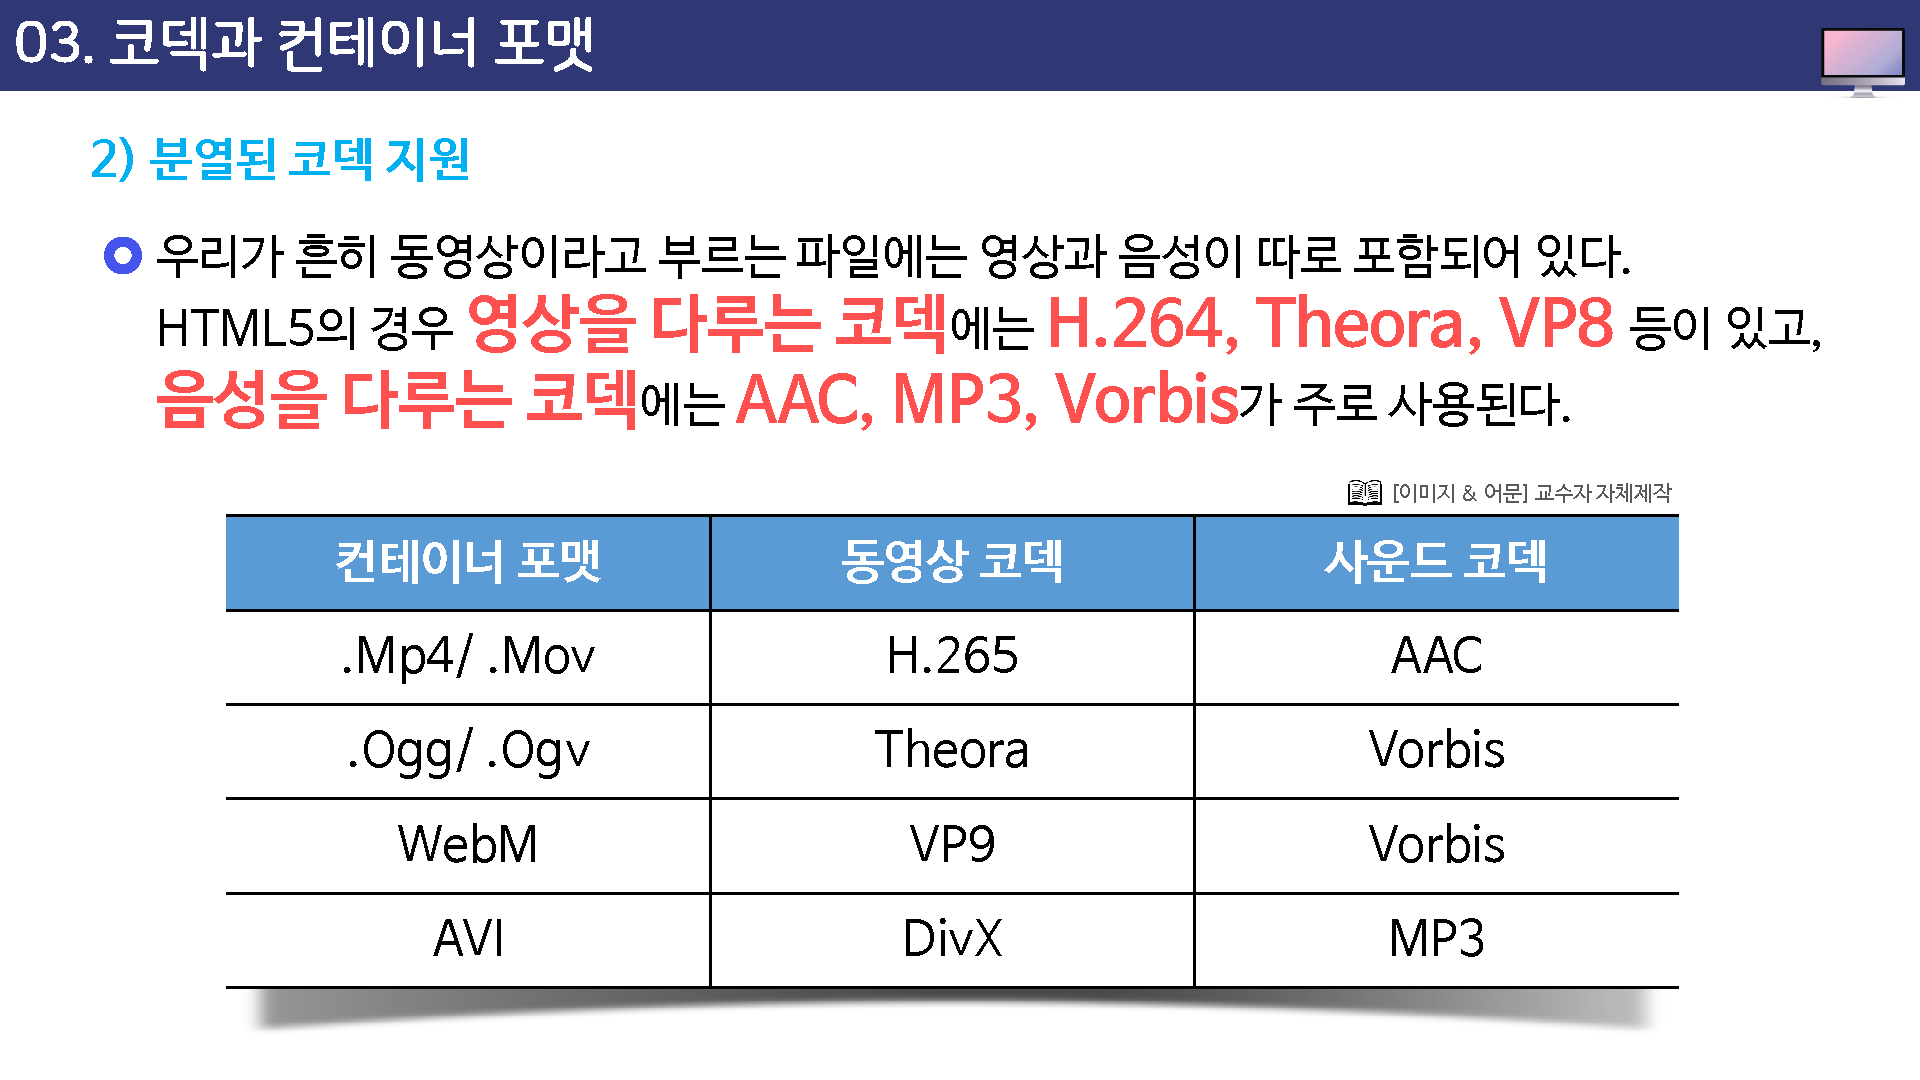 03. 코덱과 컨테이너 포맷
2) 분열된 코덱 지원
우리가 흔히 동영상이라고 부르는 파일에는 영상과 음성이 따로 포함되어 있다.
HTML5의 경우 영상을 다루는 코덱에는 H.264, Theora, VP8 등이 있고,
음성을 다루는 코덱에는 AAC, MP3, Vorbis가 주로 사용된다.
[이미지 & 어문] 교수자 자체제작
컨테이너 포맷 동영상 코덱 사운드 코덱
.Mp4/ .Mov H.265 AAC
.Ogg/ .Ogv Theora Vorbis
WebM VP9 Vorbis
AVI DivX MP3